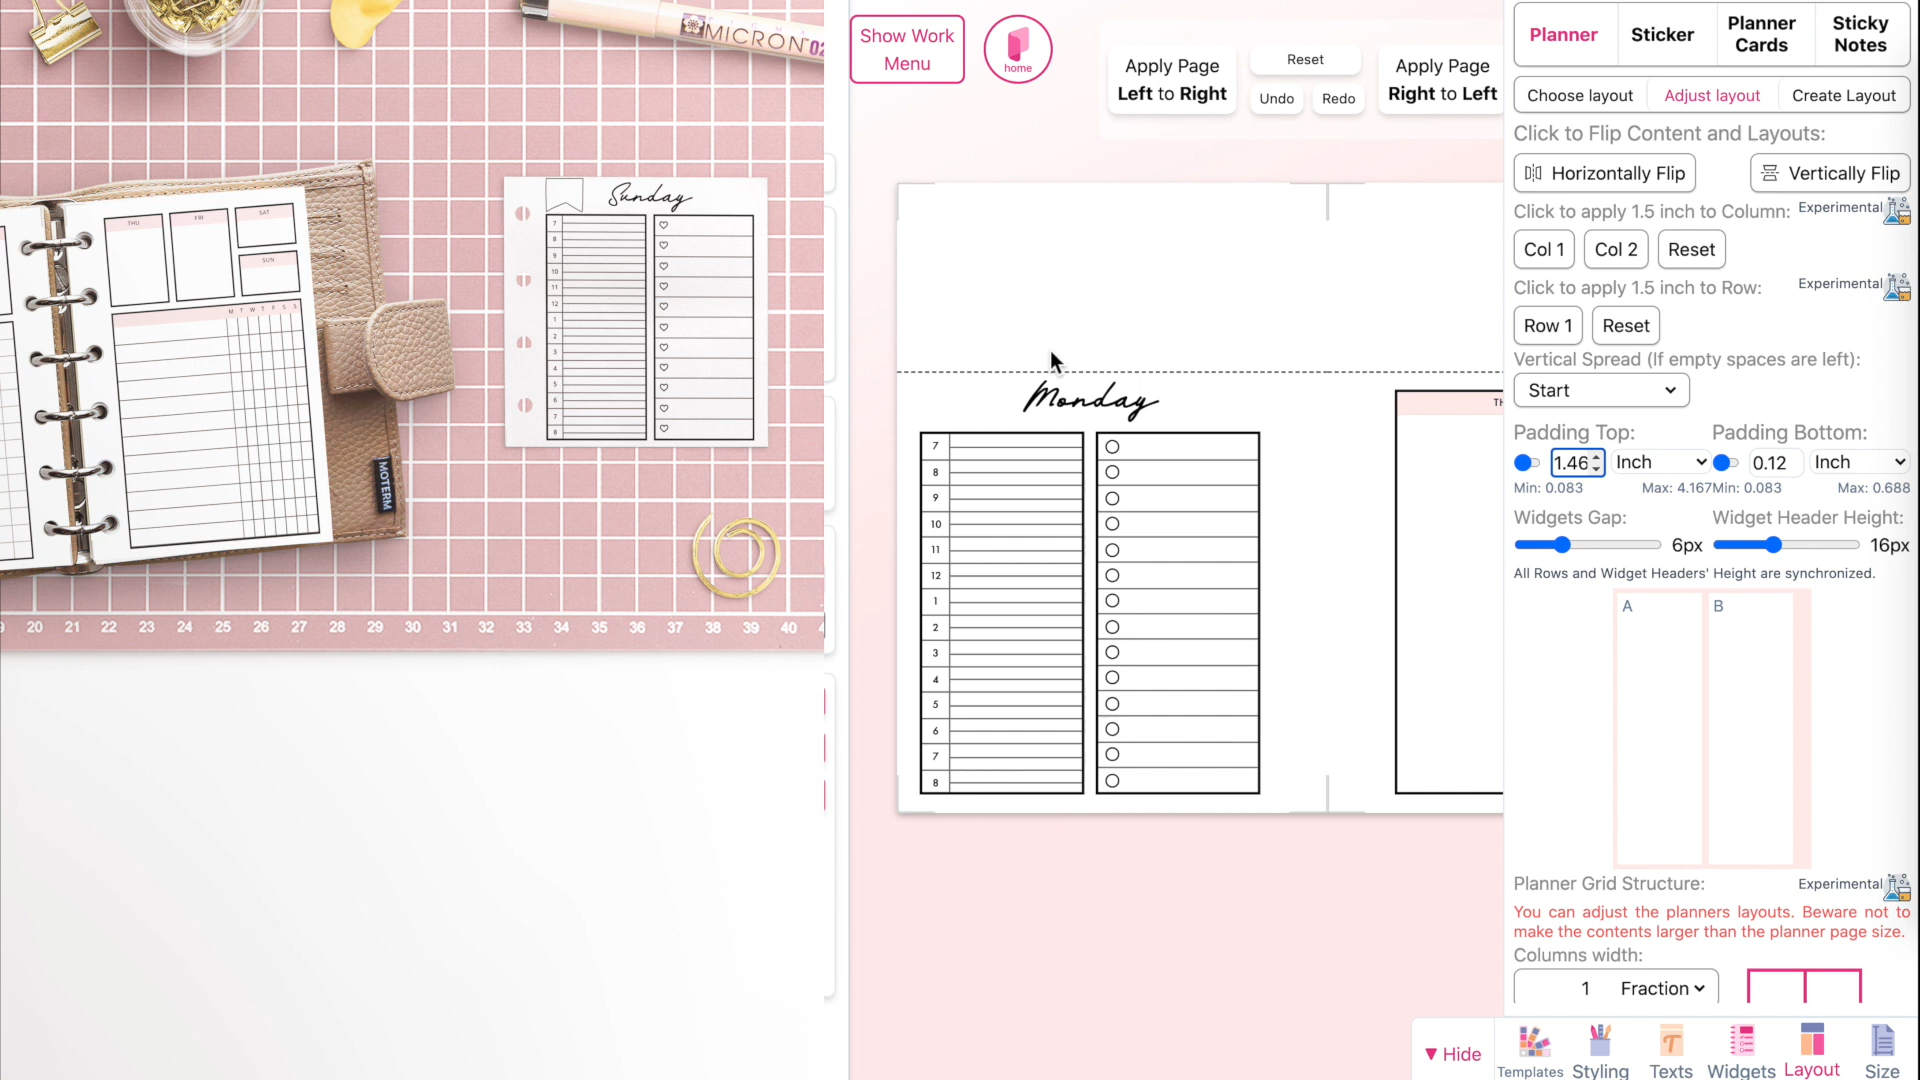 MICRON 02
THU
FRI
SAT
SUN
M T W T F S S
MOTERM
Sunday
7
8
9
10
11
12
1
2
3
4
5
6
7
8
20 21 22 23 24 25 26 27 28 29 30 31 32 33 34 35 36 37 38 39 40
Show Work
Menu
home
Apply Page
Left to Right
Reset
Undo
Redo
Apply Page
Right to Left
Monday
7
8
9
10
11
12
1
2
3
4
5
6
7
8
TH
Planner
Sticker
Planner
Cards
Sticky
Notes
Choose layout
Adjust layout
Create Layout
Click to Flip Content and Layouts:
Horizontally Flip
Vertically Flip
Click to apply 1.5 inch to Column:
Experimental
Col 1
Col 2
Reset
Click to apply 1.5 inch to Row:
Experimental
Row 1
Reset
Vertical Spread (If empty spaces are left):
Start
Padding Top:
Padding Bottom:
1.46
Inch
0.12
Inch
Min: 0.083
Max: 4.167
Min: 0.083
Max: 0.688
Widgets Gap:
Widget Header Height:
6px
16px
All Rows and Widget Headers' Height are synchronized.
A
B
Planner Grid Structure:
Experimental
You can adjust the planners layouts. Beware not to
make the contents larger than the planner page size.
Columns width:
1
Fraction
▼ Hide
Templates
Styling
Texts
Widgets
Layout
Size